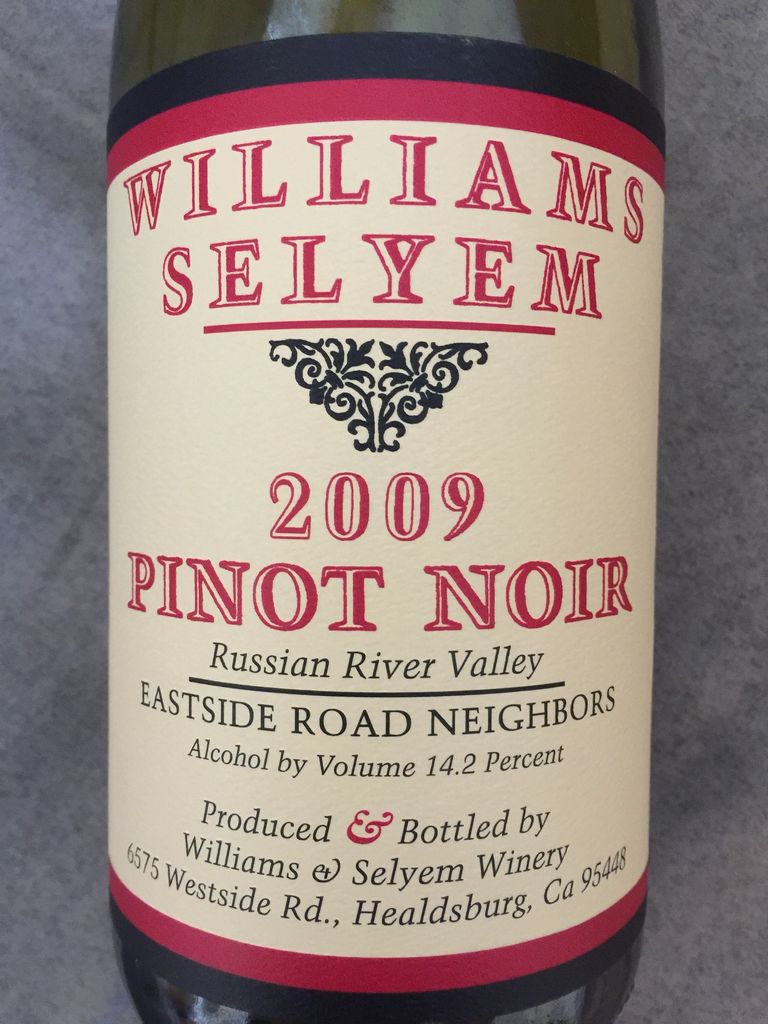 WILLIAMS
SELYEM
2009
PINOT NOIR
Russian River Valley
EASTSIDE ROAD NEIGHBORS
Alcohol by Volume 14.2 Percent
Produced & Bottled by
Williams & Selyem Winery
6575 Westside Rd., Healdsburg, Ca 95448